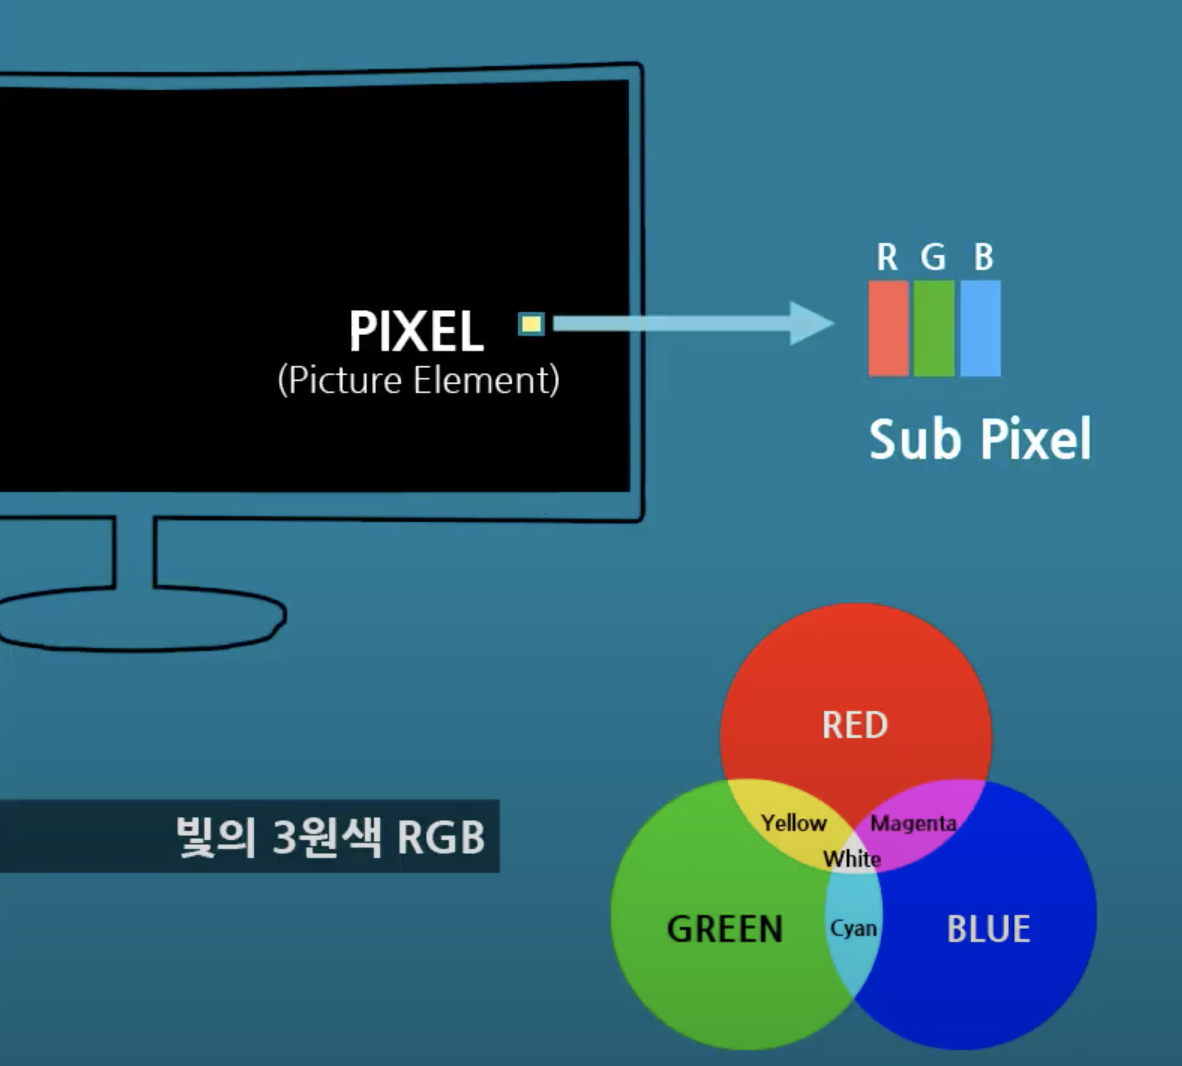 PIXEL
(Picture Element)
R G B
Sub Pixel
빛의 3원색 RGB
RED
Yellow
Magenta
White
GREEN
Cyan
BLUE